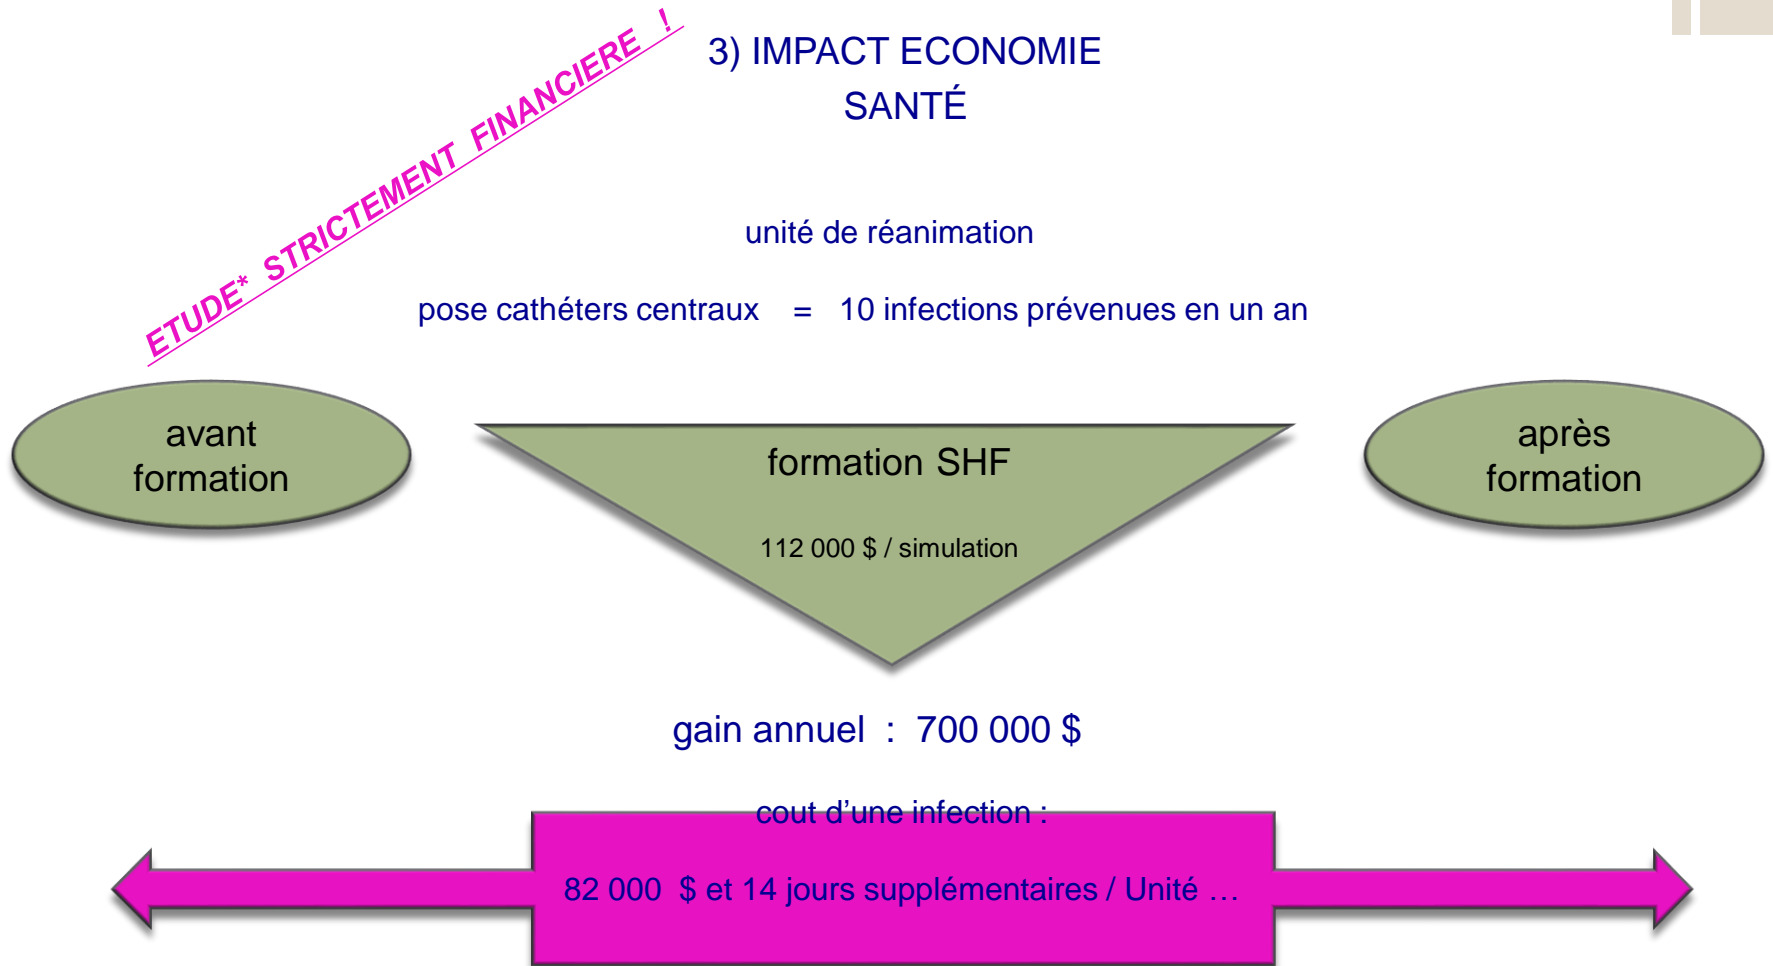 ETUDE* STRICTEMENT FINANCIERE !
3) IMPACT ECONOMIE
SANTÉ
unité de réanimation
pose cathéters centraux = 10 infections prévenues en un an
avant
formation
formation SHF
112 000 $ / simulation
après
formation
gain annuel : 700 000 $
cout d’une infection :
82 000 $ et 14 jours supplémentaires / Unité …